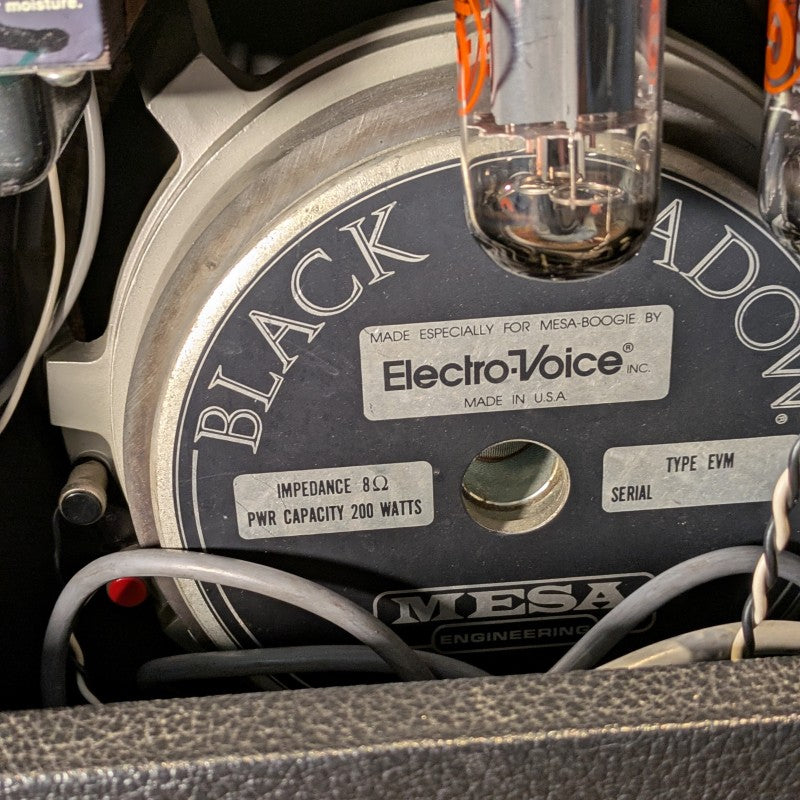 moisture.
BLACK
ADOW
MADE ESPECIALLY FOR MESA-BOOGIE BY
Electro-Voice® INC.
MADE IN U.S.A.
IMPEDANCE 8Ω
PWR CAPACITY 200 WATTS
TYPE EVM
SERIAL
MESA
ENGINEERING